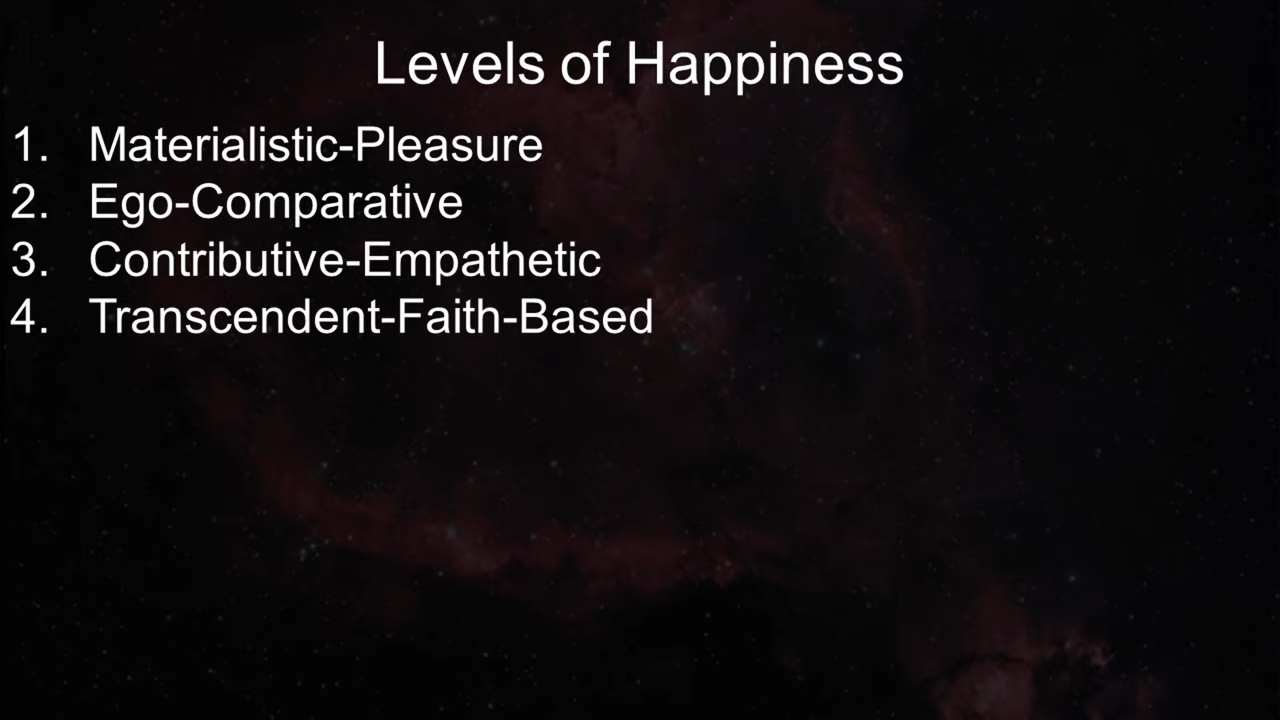 Levels of Happiness
1. Materialistic-Pleasure
2. Ego-Comparative
3. Contributive-Empathetic
4. Transcendent-Faith-Based